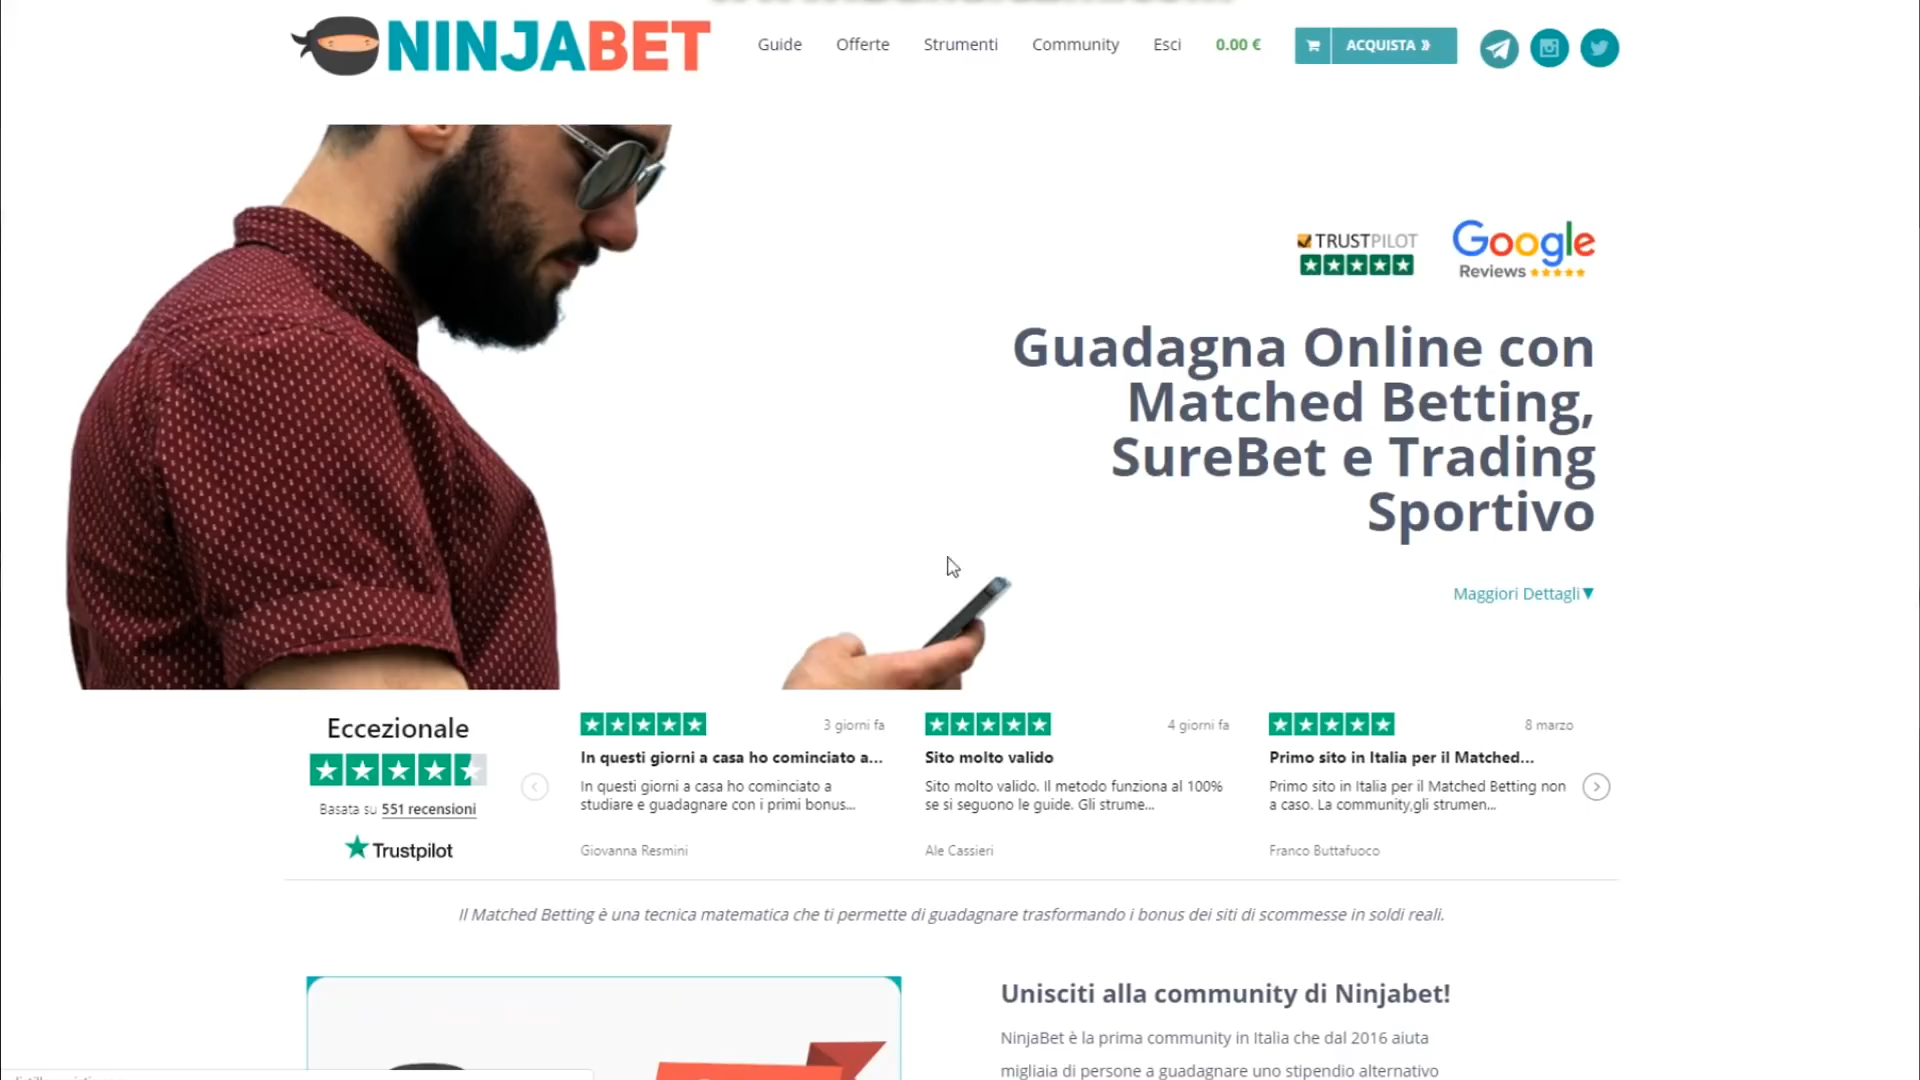 NINJABET
Guide
Offerte
Strumenti
Community
Esci
0.00 €
ACQUISTA »
TRUSTPILOT
Google
Reviews
Guadagna Online con
Matched Betting,
SureBet e Trading
Sportivo
Maggiori Dettagli▼
Eccezionale
Basata su 551 recensioni
Trustpilot
3 giorni fa
In questi giorni a casa ho cominciato a...
In questi giorni a casa ho cominciato a
studiare e guadagnare con i primi bonus...
Giovanna Resmini
4 giorni fa
Sito molto valido
Sito molto valido. Il metodo funziona al 100%
se si seguono le guide. Gli strume...
Ale Cassieri
8 marzo
Primo sito in Italia per il Matched...
Primo sito in Italia per il Matched Betting non
a caso. La community,gli strumen...
Franco Buttafuoco
Il Matched Betting è una tecnica matematica che ti permette di guadagnare trasformando i bonus dei siti di scommesse in soldi reali.
Unisciti alla community di Ninjabet!
NinjaBet è la prima community in Italia che dal 2016 aiuta
migliaia di persone a guadagnare uno stipendio alternativo